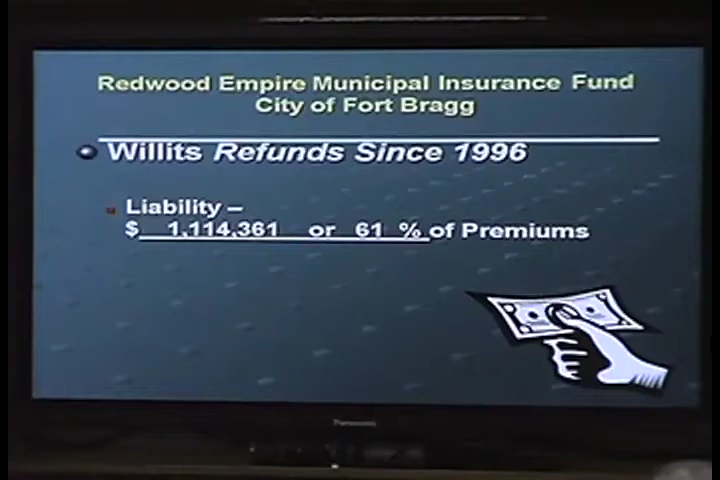 Redwood Empire Municipal Insurance Fund
City of Fort Bragg
Willits Refunds Since 1996
Liability –
$ 1,114,361 or 61 % of Premiums
Panasonic